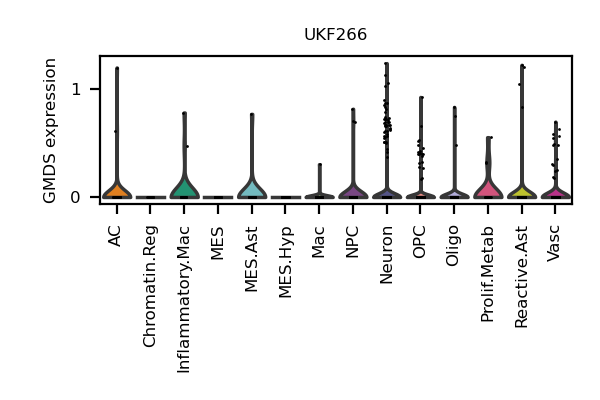 UKF266
GMDS expression
1
0
AC
Chromatin.Reg
Inflammatory.Mac
MES
MES.Ast
MES.Hyp
Mac
NPC
Neuron
OPC
Oligo
Prolif.Metab
Reactive.Ast
Vasc